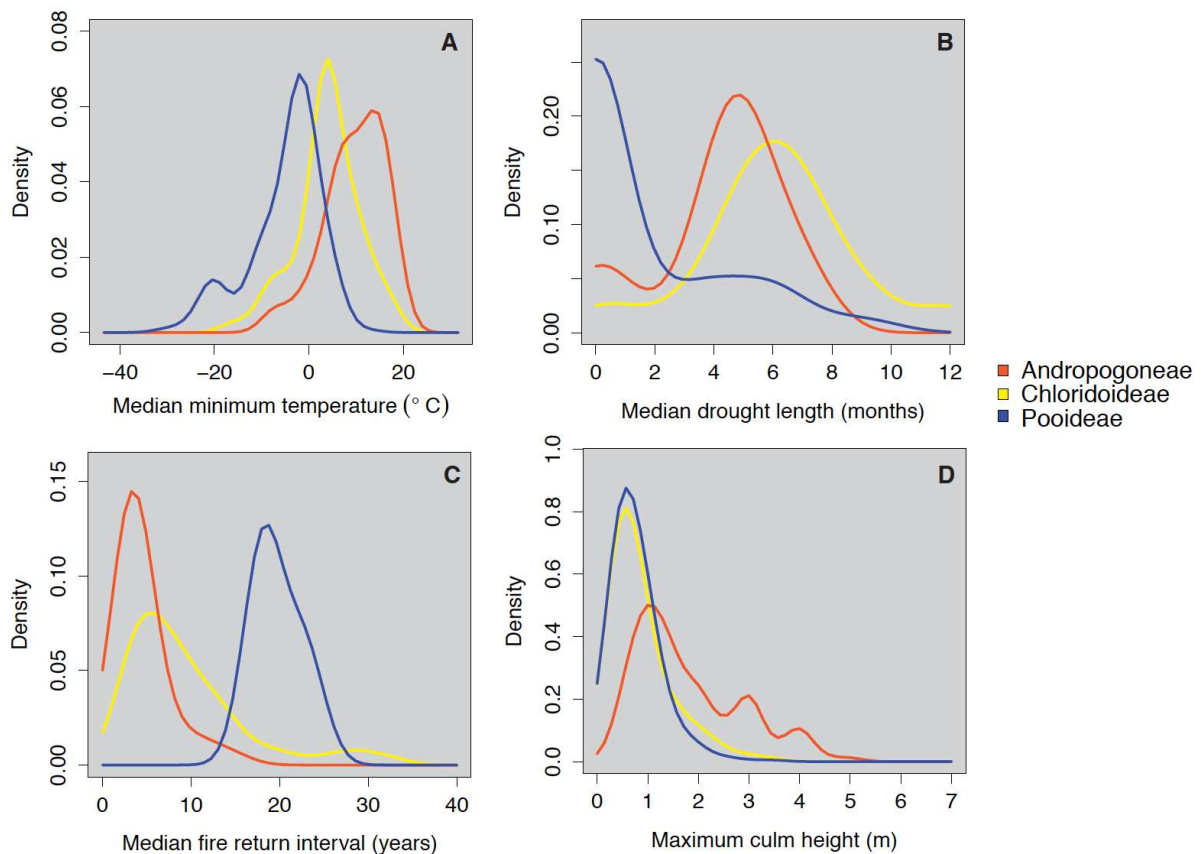 A
Density
0.00
0.02
0.04
0.06
0.08
−40
−20
0
20
Median minimum temperature (° C)
B
Density
0.00
0.10
0.20
0
2
4
6
8
10
12
Median drought length (months)
Andropogoneae
Chloridoideae
Pooideae
C
Density
0.00
0.05
0.10
0.15
0
10
20
30
40
Median fire return interval (years)
D
Density
0.0
0.2
0.4
0.6
0.8
1.0
0
1
2
3
4
5
6
7
Maximum culm height (m)